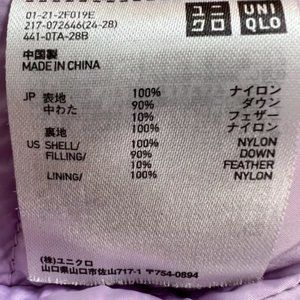 01-21-2F019E
217-072646(24-28)
441-0TA-28B
ユニクロ UNIQLO
中国製
MADE IN CHINA
JP 表地 100% ナイロン
中わた 90% ダウン
10% フェザー
裏地 100% ナイロン
US SHELL/ 100% NYLON
FILLING/ 90% DOWN
10% FEATHER
LINING/ 100% NYLON
(株)ユニクロ
山口県山口市佐山717-1 〒754-0894